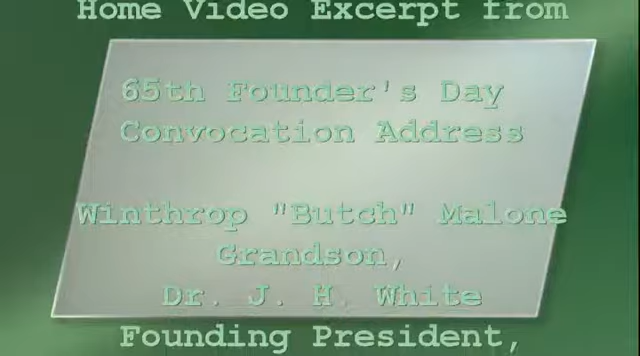 Home Video Excerpt from
65th Founder's Day
Convocation Address
Winthrop "Butch" Malone
Grandson,
Dr. J. H. White
Founding President,